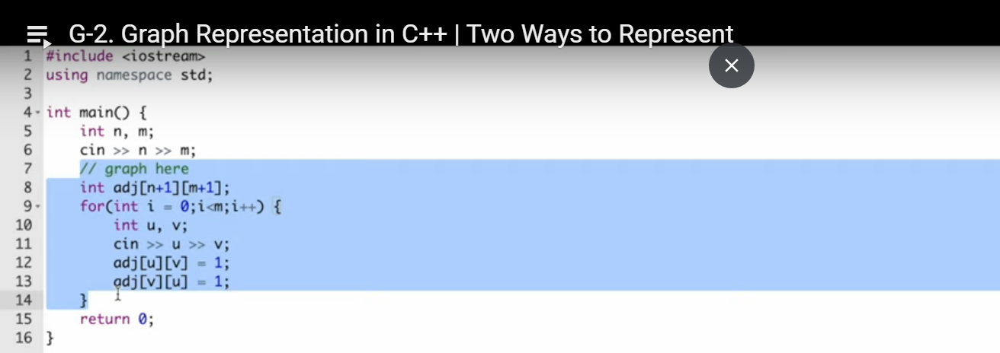 G-2. Graph Representation in C++ | Two Ways to Represent
1 #include <iostream>
2 using namespace std;
3
4 int main() {
5     int n, m;
6     cin >> n >> m;
7     // graph here
8     int adj[n+1][m+1];
9     for(int i = 0;i<m;i++) {
10         int u, v;
11         cin >> u >> v;
12         adj[u][v] = 1;
13         adj[v][u] = 1;
14     }
15     return 0;
16 }